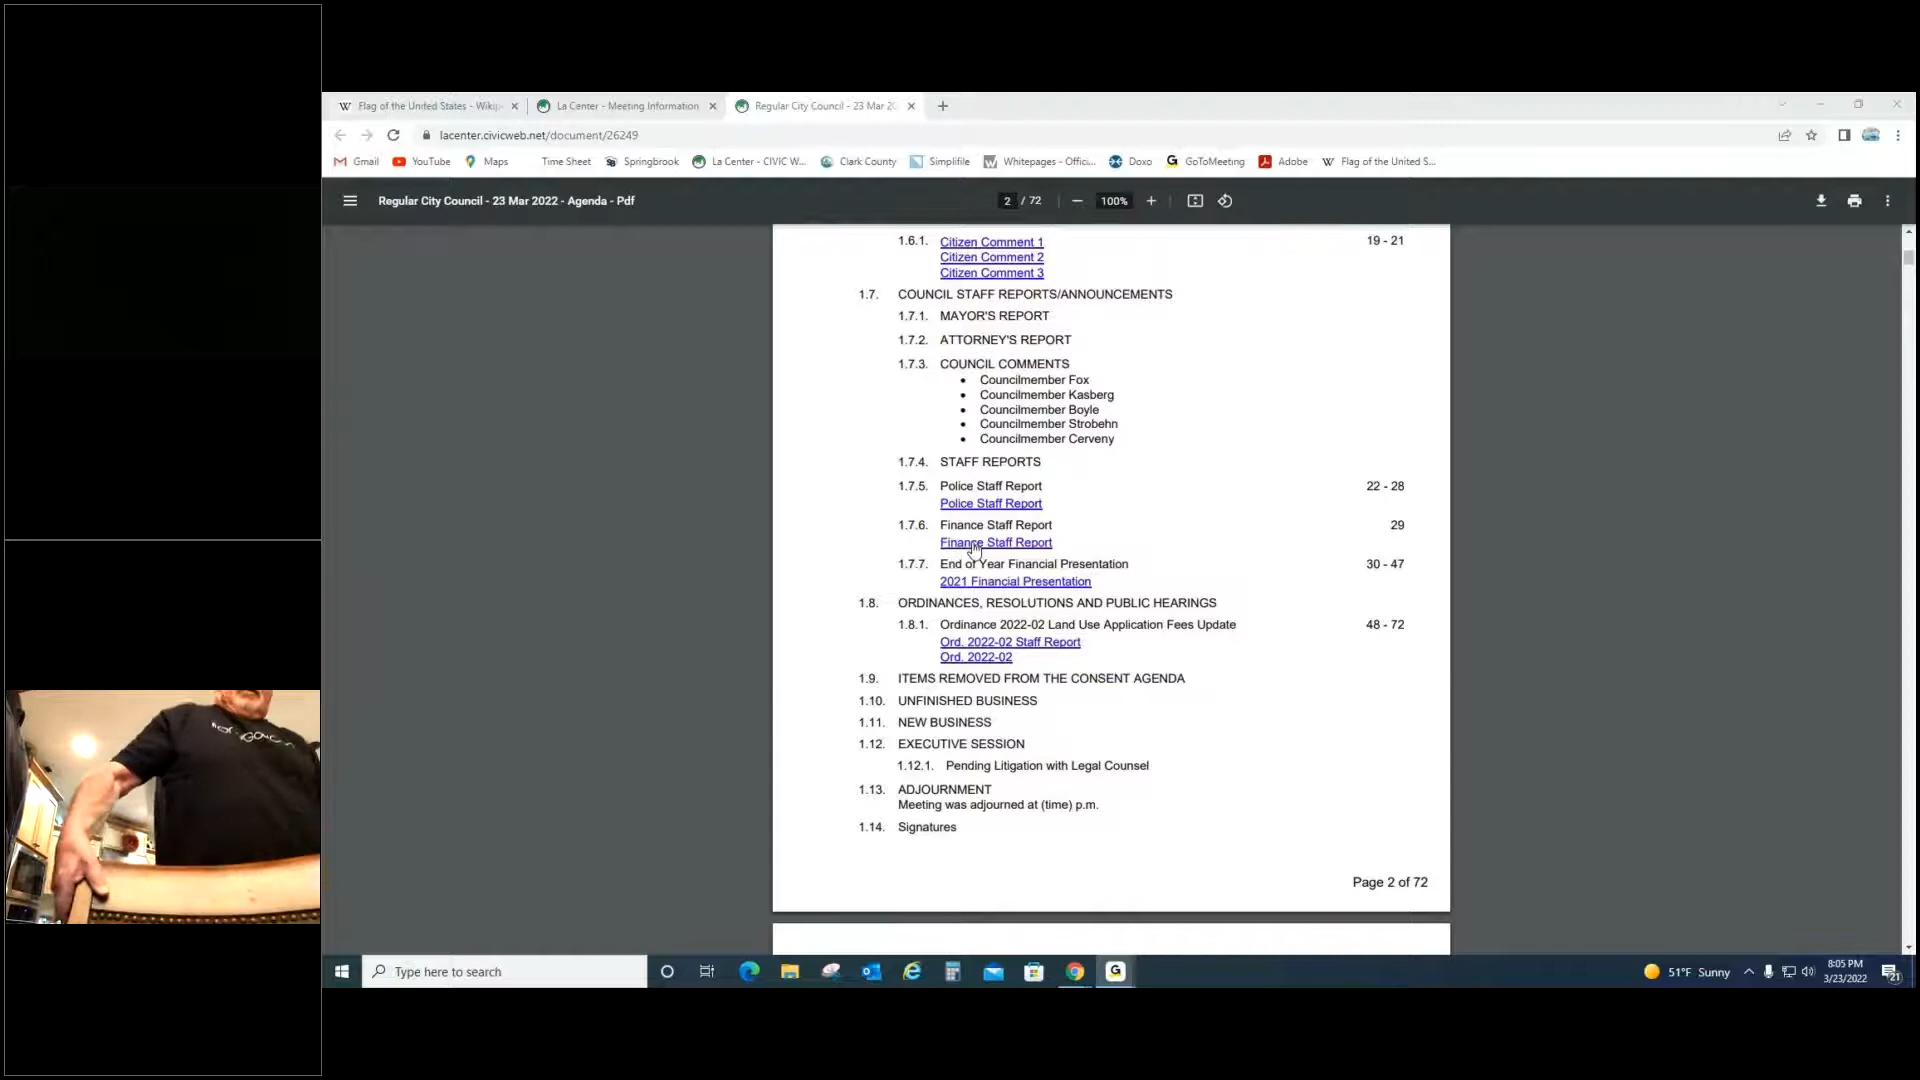 Flag of the United States - Wikip
La Center - Meeting Information
Regular City Council - 23 Mar 20
lacenter.civicweb.net/document/26249
Gmail YouTube Maps Time Sheet Springbrook La Center - CIVIC W... Clark County Simplifile Whitepages - Offici... Doxo GoToMeeting Adobe Flag of the United S...
Regular City Council - 23 Mar 2022 - Agenda - Pdf
2 / 72
100%
1.6.1. Citizen Comment 1 19 - 21
Citizen Comment 2
Citizen Comment 3
1.7. COUNCIL STAFF REPORTS/ANNOUNCEMENTS
1.7.1. MAYOR'S REPORT
1.7.2. ATTORNEY'S REPORT
1.7.3. COUNCIL COMMENTS
• Councilmember Fox
• Councilmember Kasberg
• Councilmember Boyle
• Councilmember Strobehn
• Councilmember Cerveny
1.7.4. STAFF REPORTS
1.7.5. Police Staff Report 22 - 28
Police Staff Report
1.7.6. Finance Staff Report 29
Finance Staff Report
1.7.7. End of Year Financial Presentation 30 - 47
2021 Financial Presentation
1.8. ORDINANCES, RESOLUTIONS AND PUBLIC HEARINGS
1.8.1. Ordinance 2022-02 Land Use Application Fees Update 48 - 72
Ord. 2022-02 Staff Report
Ord. 2022-02
1.9. ITEMS REMOVED FROM THE CONSENT AGENDA
1.10. UNFINISHED BUSINESS
1.11. NEW BUSINESS
1.12. EXECUTIVE SESSION
1.12.1. Pending Litigation with Legal Counsel
1.13. ADJOURNMENT
Meeting was adjourned at (time) p.m.
1.14. Signatures
Page 2 of 72
Type here to search
51°F Sunny
8:05 PM
3/23/2022
21